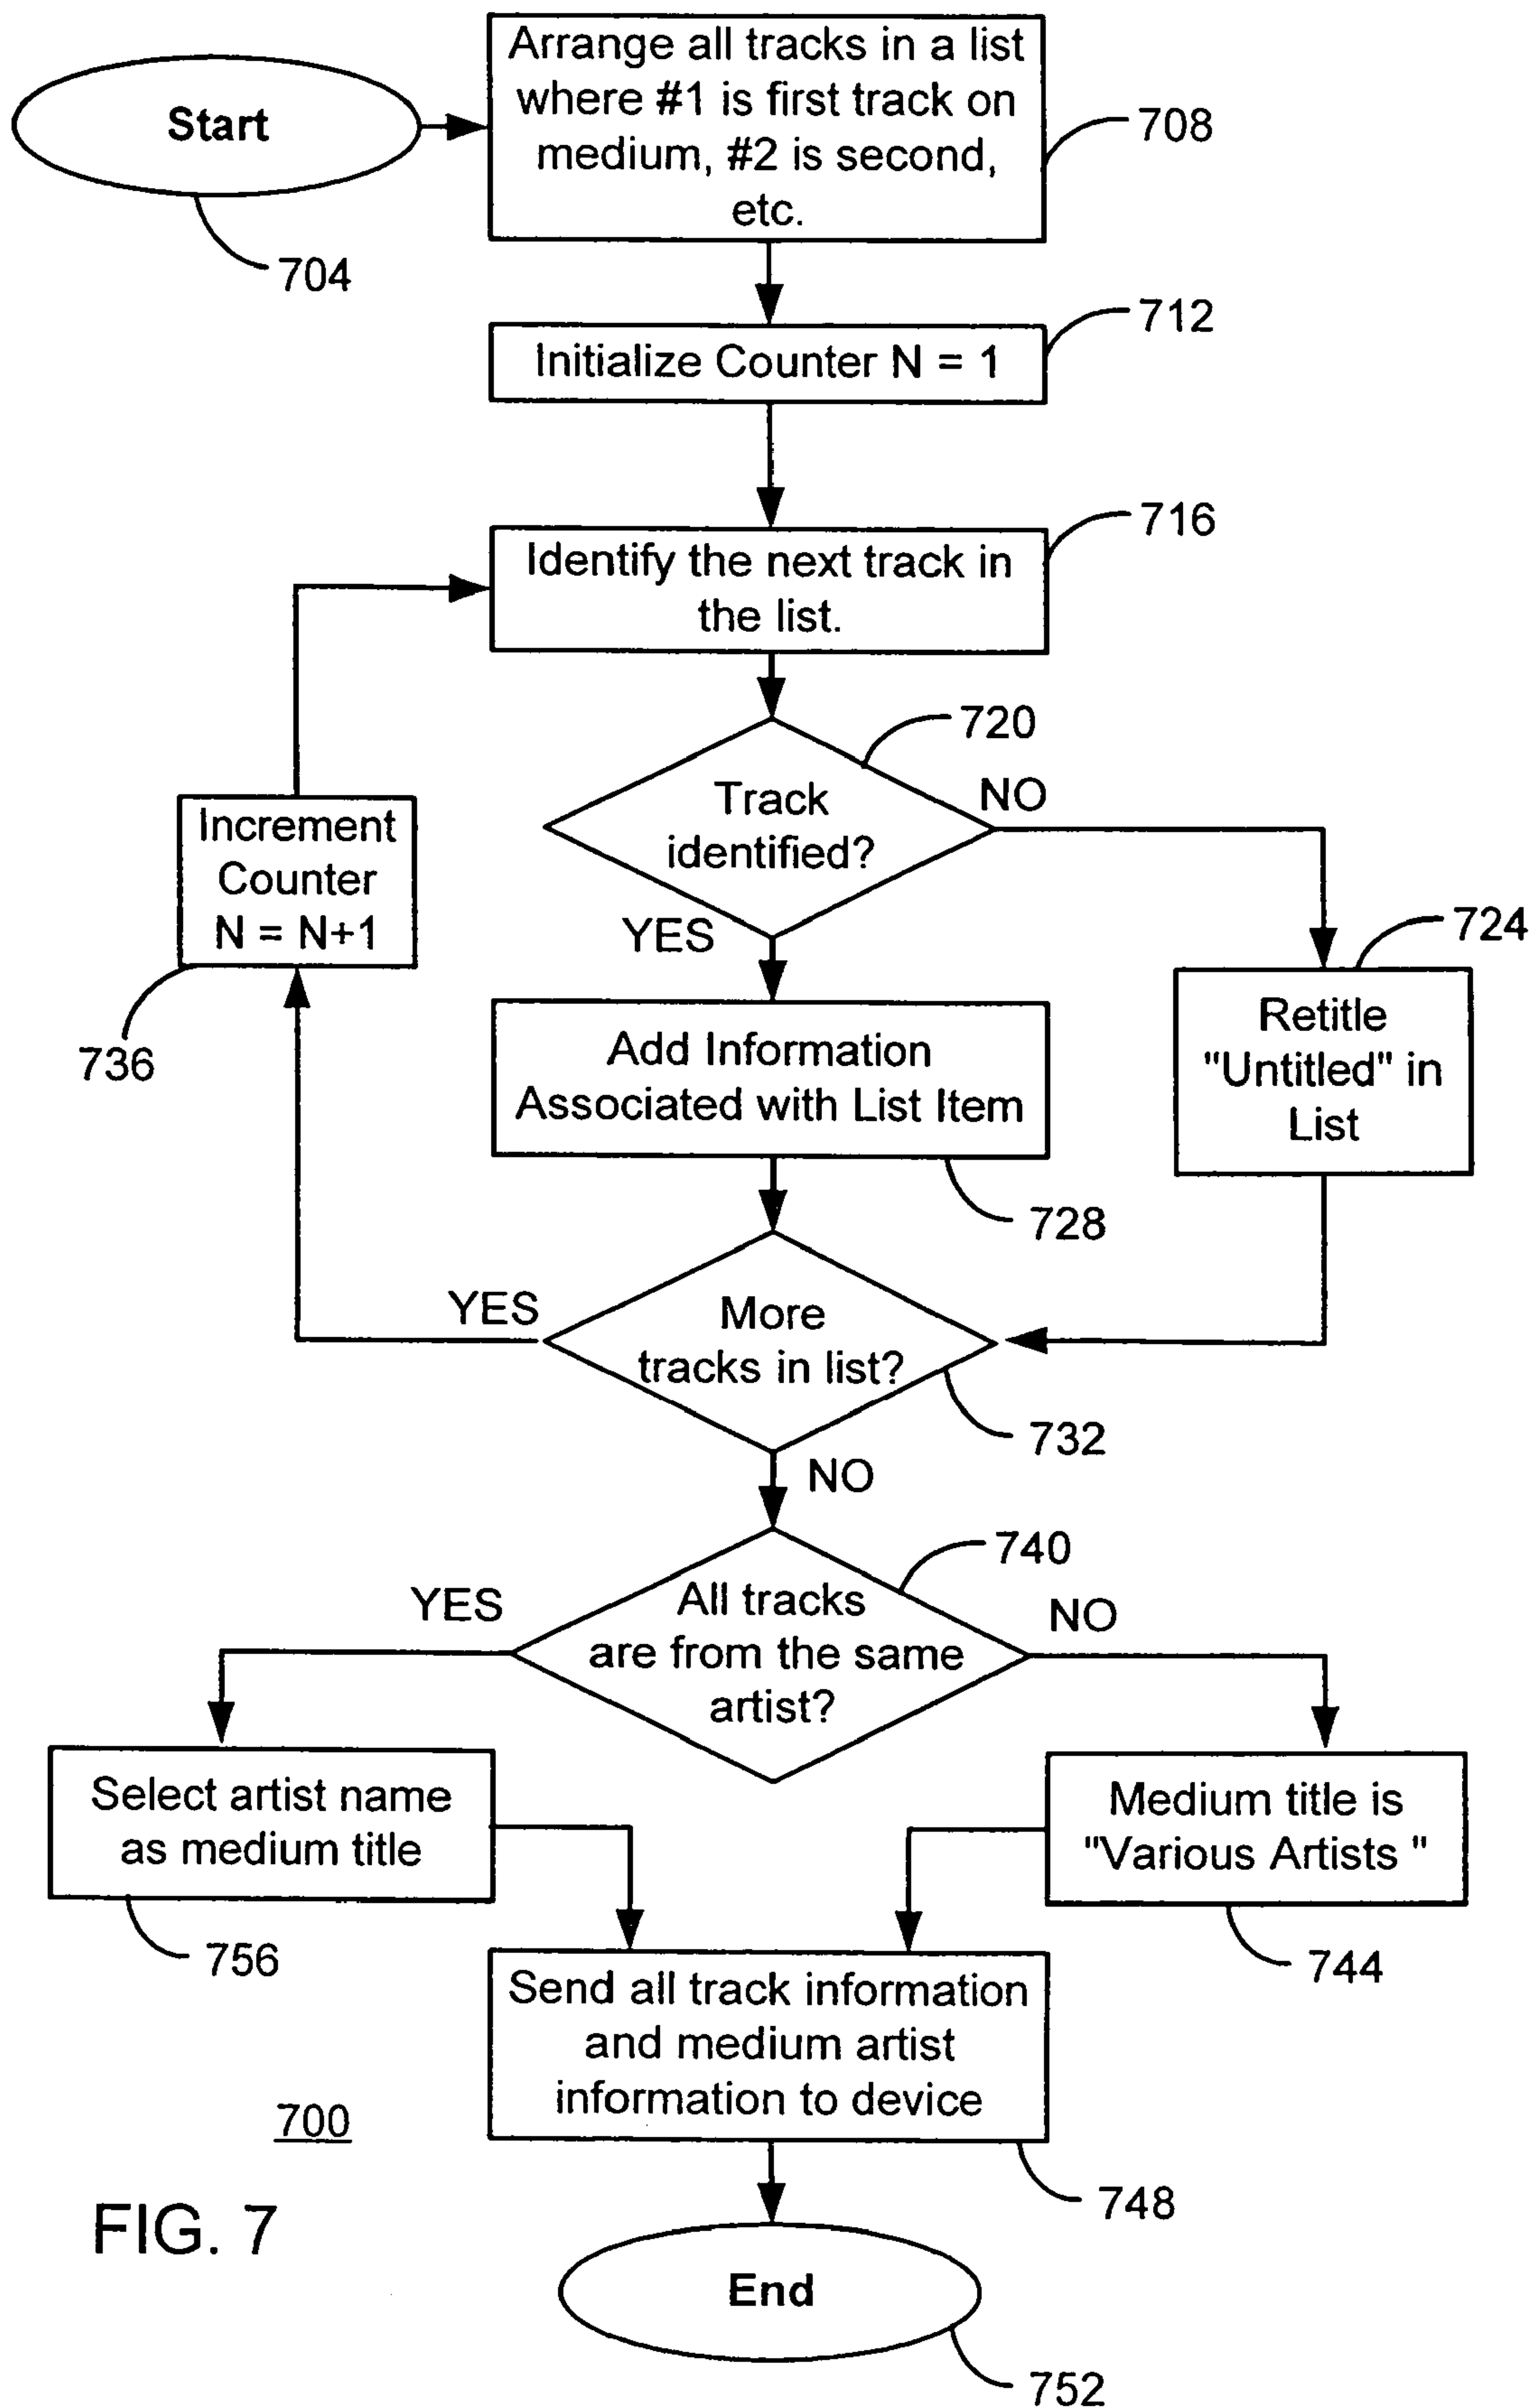 Start
704
Arrange all tracks in a list
where #1 is first track on
medium, #2 is second,
etc.
708
Initialize Counter N = 1
712
Identify the next track in
the list.
716
Track
identified?
720
NO
YES
Increment
Counter
N = N+1
736
Retitle
"Untitled" in
List
724
Add Information
Associated with List Item
728
More
tracks in list?
732
YES
NO
All tracks
are from the same
artist?
740
YES
NO
Select artist name
as medium title
756
Medium title is
"Various Artists "
744
Send all track information
and medium artist
information to device
748
700
FIG. 7
End
752